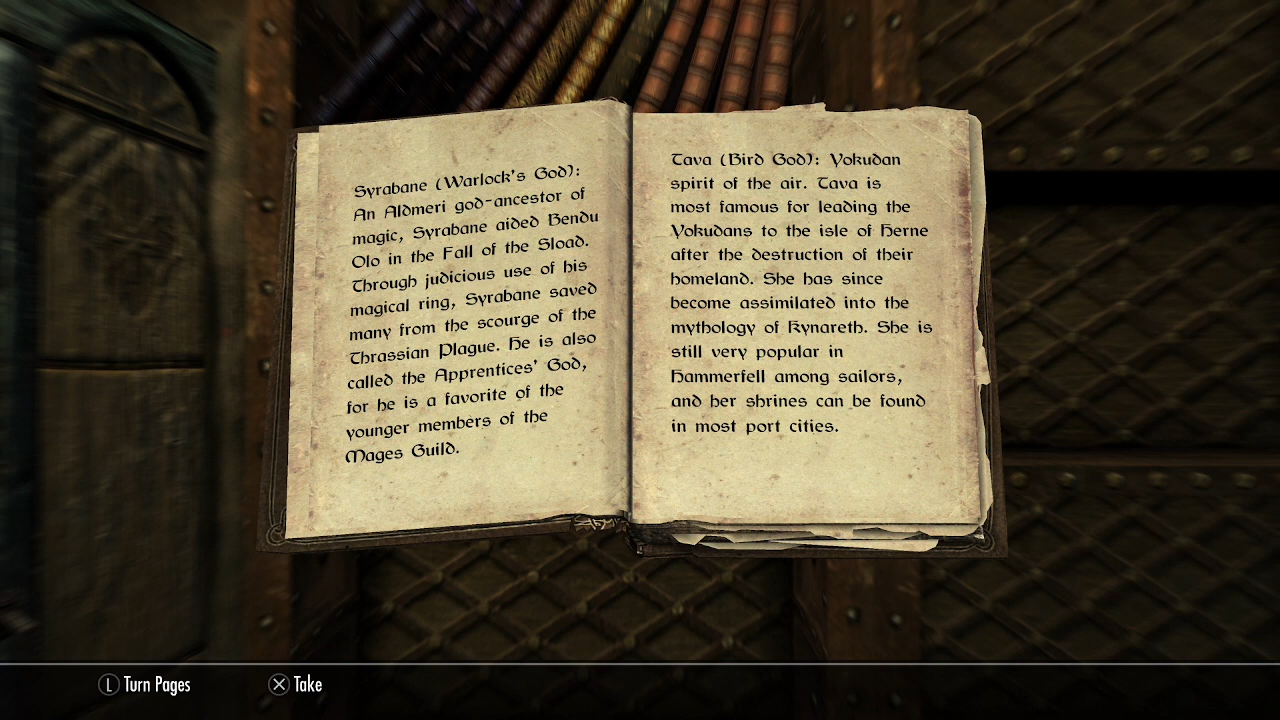 Syrabane (Warlock's God):
An Aldmeri god-ancestor of
magic, Syrabane aided Bendu
Olo in the Fall of the Sload.
Through judicious use of his
magical ring, Syrabane saved
many from the scourge of the
Thrassian Plague. He is also
called the Apprentices' God,
for he is a favorite of the
younger members of the
Mages Guild.
Tava (Bird God): Yokudan
spirit of the air. Tava is
most famous for leading the
Yokudans to the isle of Herne
after the destruction of their
homeland. She has since
become assimilated into the
mythology of Kynareth. She is
still very popular in
Hammerfell among sailors,
and her shrines can be found
in most port cities.
L Turn Pages
X Take